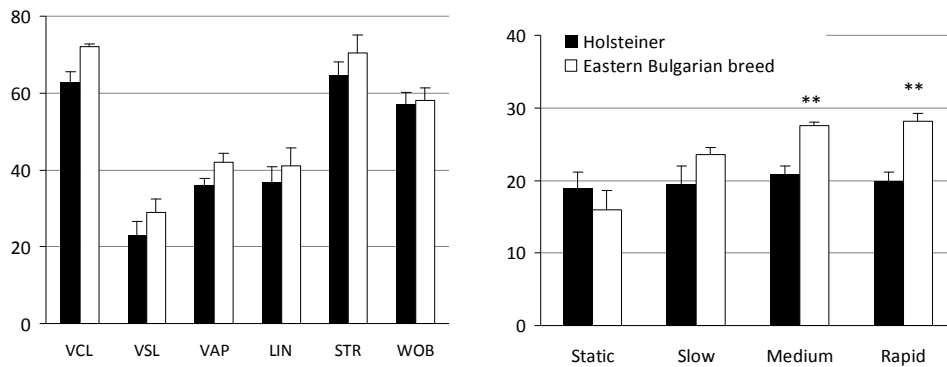 80
60
40
20
0
VCL VSL VAP LIN STR WOB
40
30
20
10
0
Holsteiner
Eastern Bulgarian breed
** **
Static Slow Medium Rapid